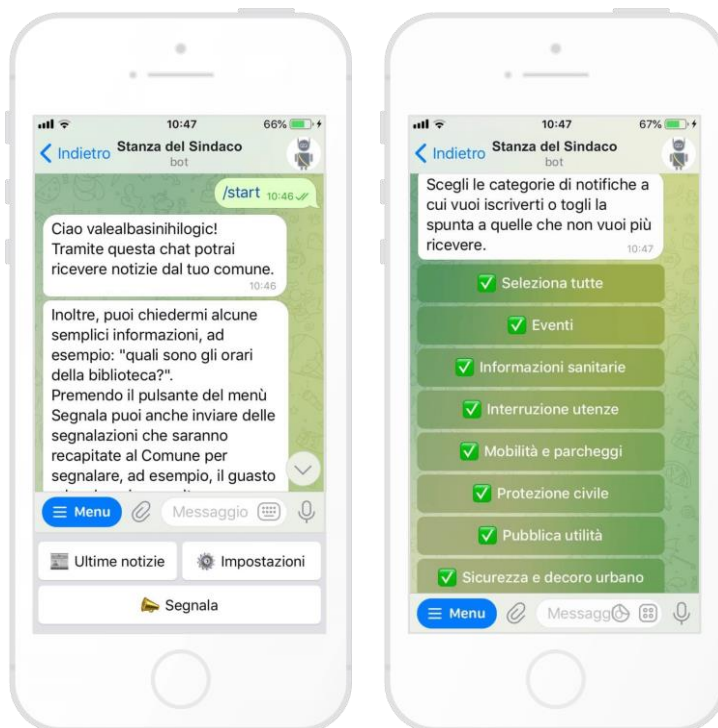 10:47
66%
Indietro
Stanza del Sindaco
bot
/start 10:46
Ciao valealbasinihilogic!
Tramite questa chat potrai
ricevere notizie dal tuo comune.
10:46
Inoltre, puoi chiedermi alcune
semplici informazioni, ad
esempio: "quali sono gli orari
della biblioteca?".
Premendo il pulsante del menù
Segnala puoi anche inviare delle
segnalazioni che saranno
recapitate al Comune per
segnalare, ad esempio, il guasto
Menu
Messaggio
Ultime notizie
Impostazioni
Segnala
10:47
67%
Indietro
Stanza del Sindaco
bot
Scegli le categorie di notifiche a
cui vuoi iscriverti o togli la
spunta a quelle che non vuoi più
ricevere.
10:47
Seleziona tutte
Eventi
Informazioni sanitarie
Interruzione utenze
Mobilità e parcheggi
Protezione civile
Pubblica utilità
Sicurezza e decoro urbano
Menu
Messagg